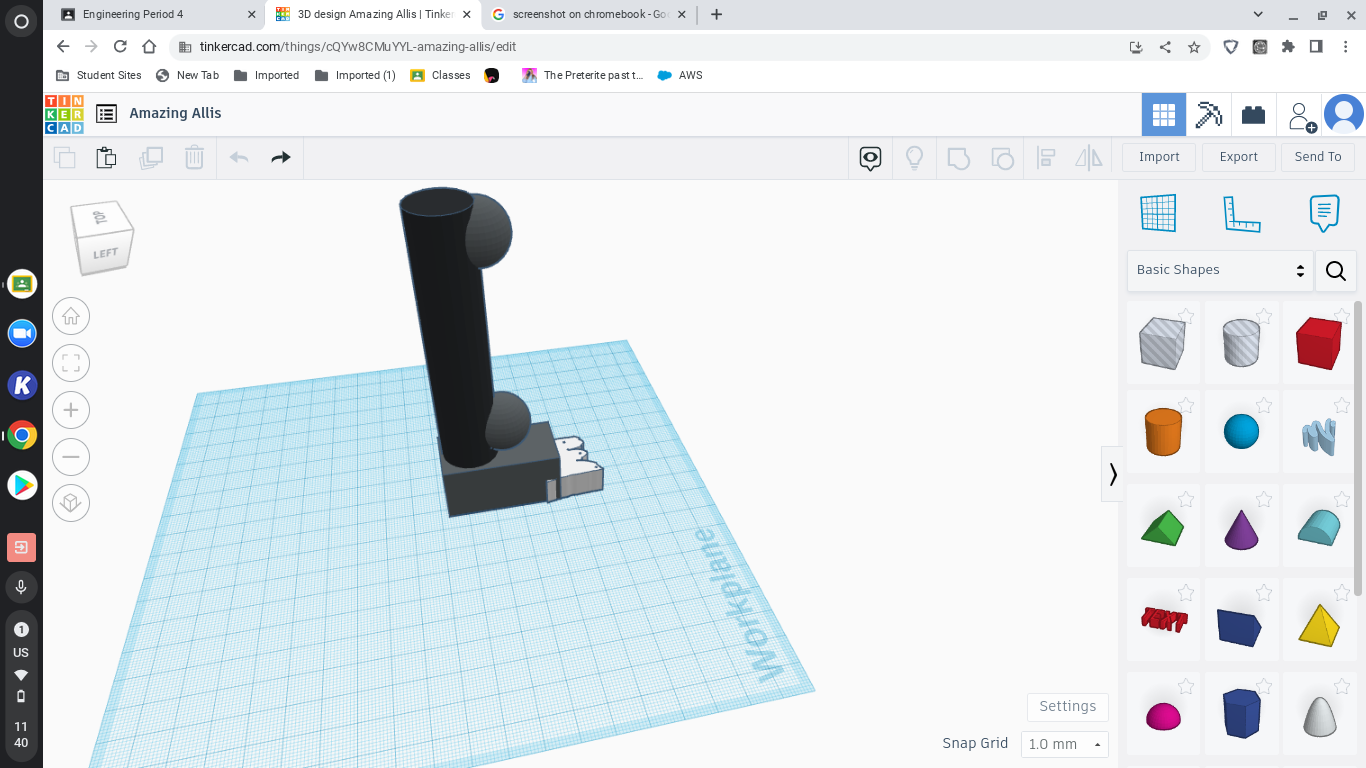 Engineering Period 4
3D design Amazing Allis | Tinker
screenshot on chromebook - Goo
tinkercad.com/things/cQYw8CMuYYL-amazing-allis/edit
Student Sites
New Tab
Imported
Imported (1)
Classes
The Preterite past t...
AWS
TIN
KER
CAD
Amazing Allis
Import
Export
Send To
TOP
LEFT
Basic Shapes
TEXT
Workplane
K
1
US
11
40
Settings
Snap Grid
1.0 mm